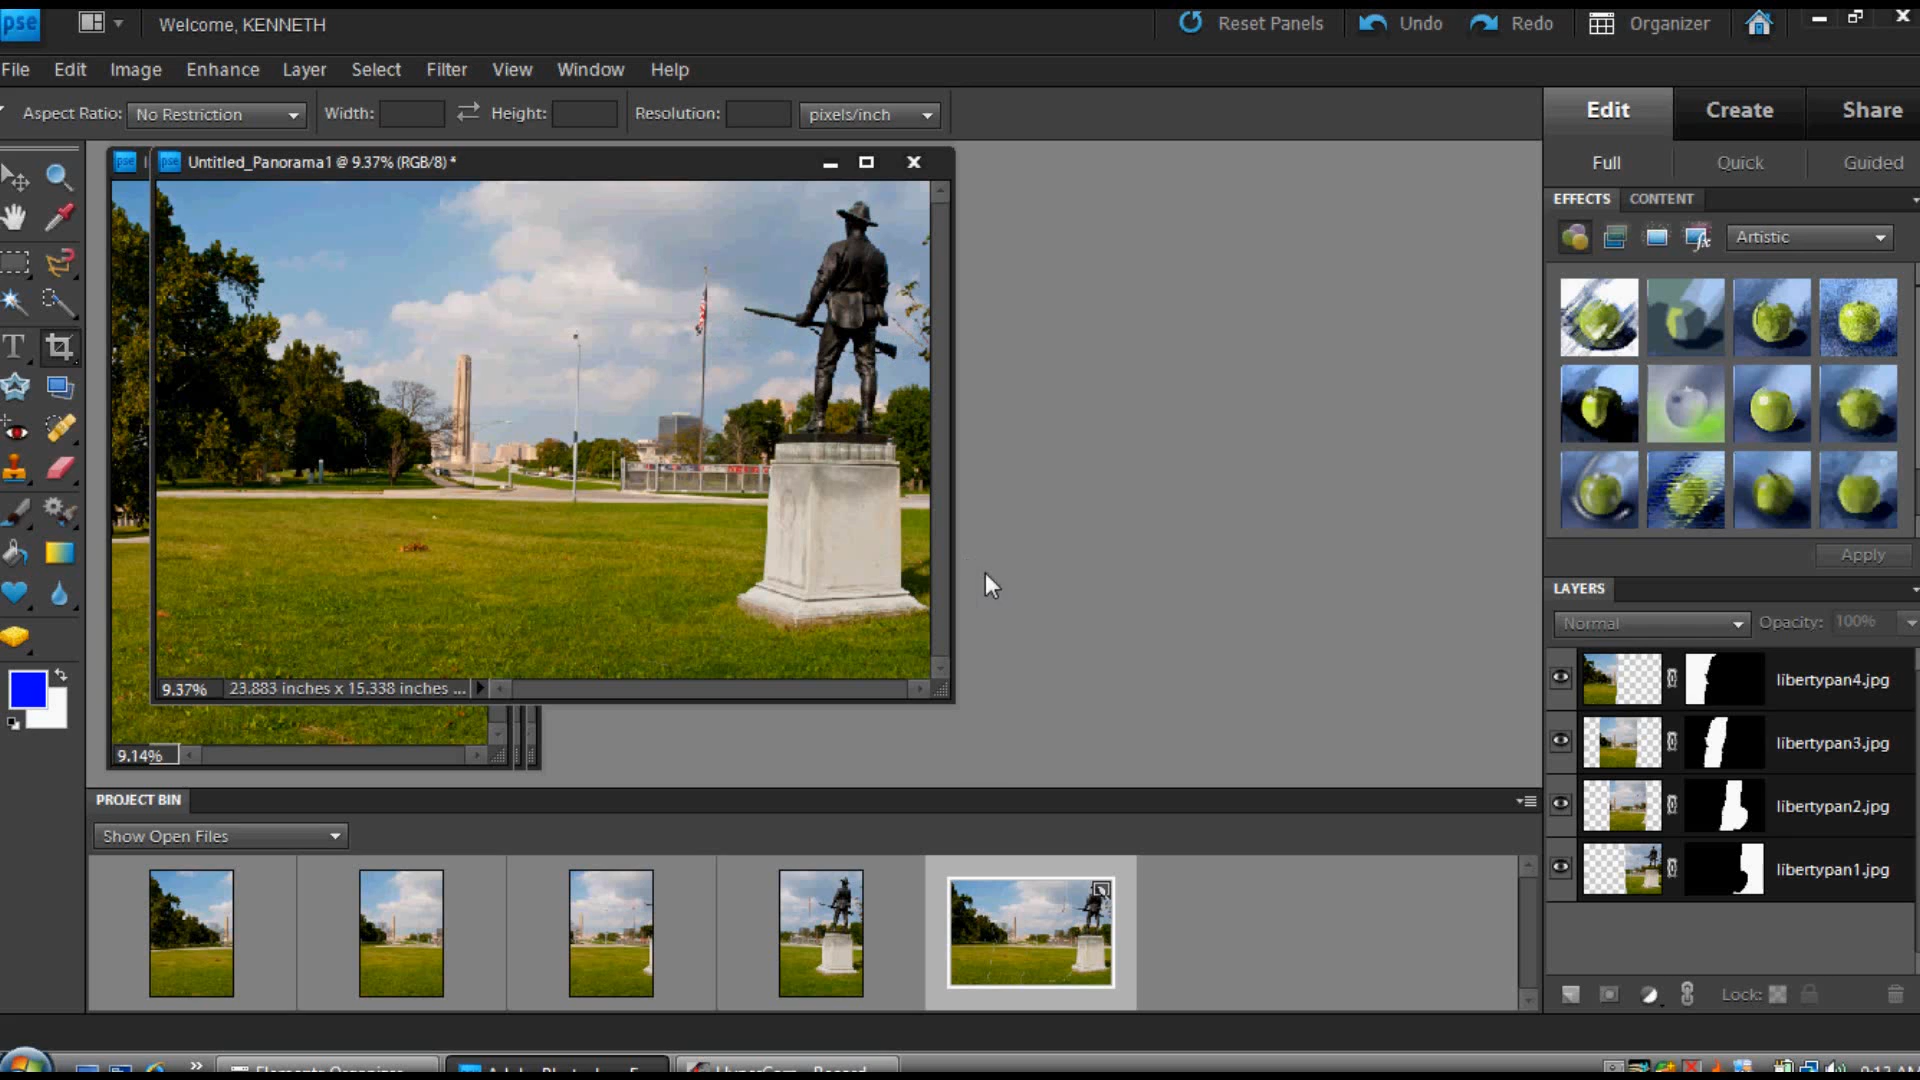 pse
Welcome, KENNETH
Reset Panels
Undo
Redo
Organizer
File Edit Image Enhance Layer Select Filter View Window Help
Aspect Ratio: No Restriction Width: Height: Resolution: pixels/inch
Edit Create Share
Full Quick Guided
pse
pse Untitled_Panorama1 @ 9.37% (RGB/8) *
EFFECTS CONTENT
Artistic
Apply
LAYERS
Normal Opacity: 100%
libertypan4.jpg
libertypan3.jpg
libertypan2.jpg
libertypan1.jpg
Lock:
9.37% 23.883 inches x 15.338 inches ...
9.14%
PROJECT BIN
Show Open Files